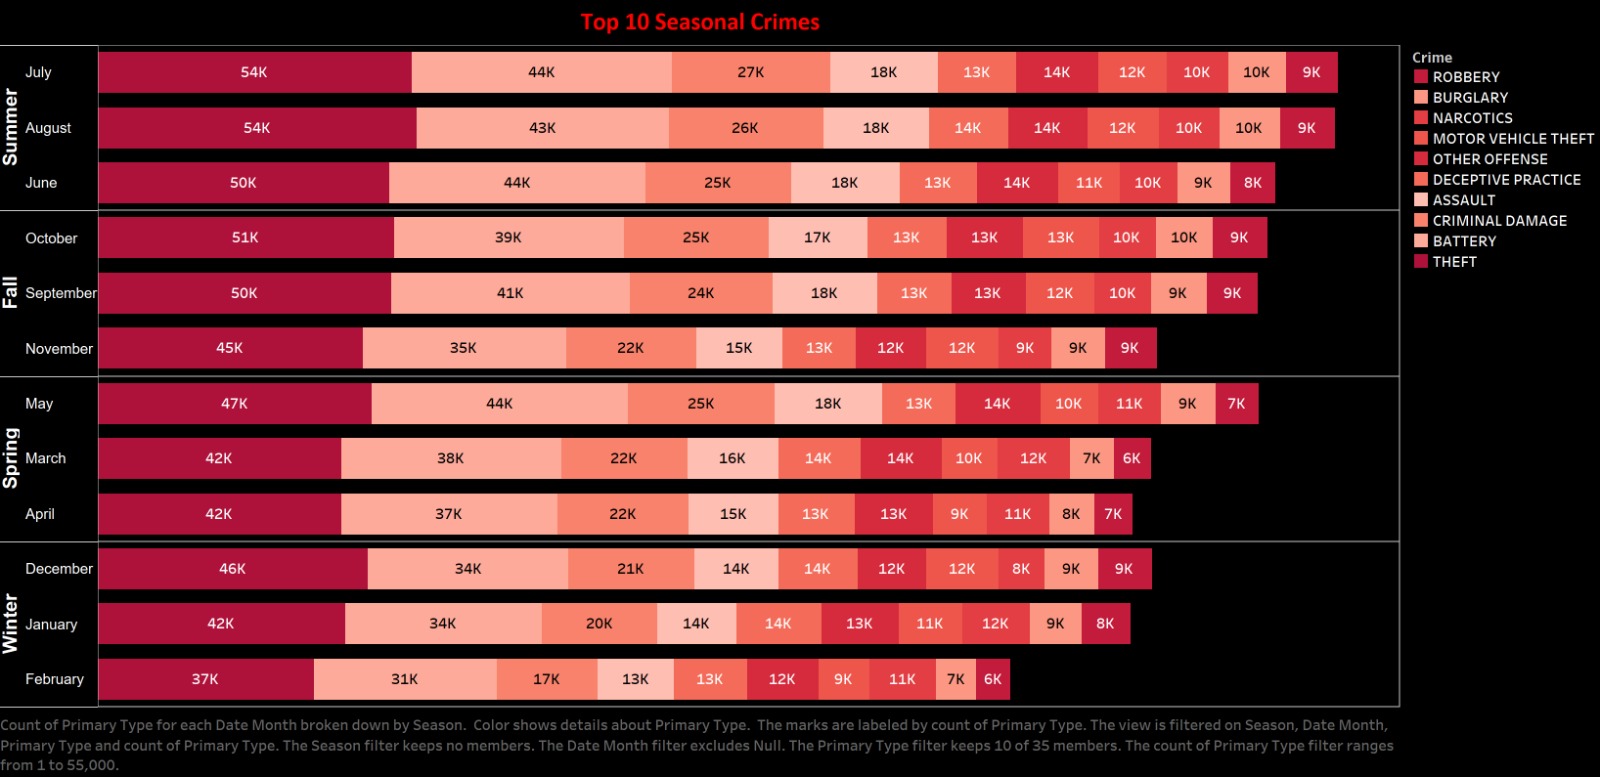 Top 10 Seasonal Crimes
Summer
July 54K 44K 27K 18K 13K 14K 12K 10K 10K 9K
August 54K 43K 26K 18K 14K 14K 12K 10K 10K 9K
June 50K 44K 25K 18K 13K 14K 11K 10K 9K 8K
Fall
October 51K 39K 25K 17K 13K 13K 13K 10K 10K 9K
September 50K 41K 24K 18K 13K 13K 12K 10K 9K 9K
November 45K 35K 22K 15K 13K 12K 12K 9K 9K 9K
Spring
May 47K 44K 25K 18K 13K 14K 10K 11K 9K 7K
March 42K 38K 22K 16K 14K 14K 10K 12K 7K 6K
April 42K 37K 22K 15K 13K 13K 9K 11K 8K 7K
Winter
December 46K 34K 21K 14K 14K 12K 12K 8K 9K 9K
January 42K 34K 20K 14K 14K 13K 11K 12K 9K 8K
February 37K 31K 17K 13K 13K 12K 9K 11K 7K 6K
Crime
ROBBERY
BURGLARY
NARCOTICS
MOTOR VEHICLE THEFT
OTHER OFFENSE
DECEPTIVE PRACTICE
ASSAULT
CRIMINAL DAMAGE
BATTERY
THEFT
Count of Primary Type for each Date Month broken down by Season.  Color shows details about Primary Type.  The marks are labeled by count of Primary Type. The view is filtered on Season, Date Month,
Primary Type and count of Primary Type. The Season filter keeps no members. The Date Month filter excludes Null. The Primary Type filter keeps 10 of 35 members. The count of Primary Type filter ranges
from 1 to 55,000.